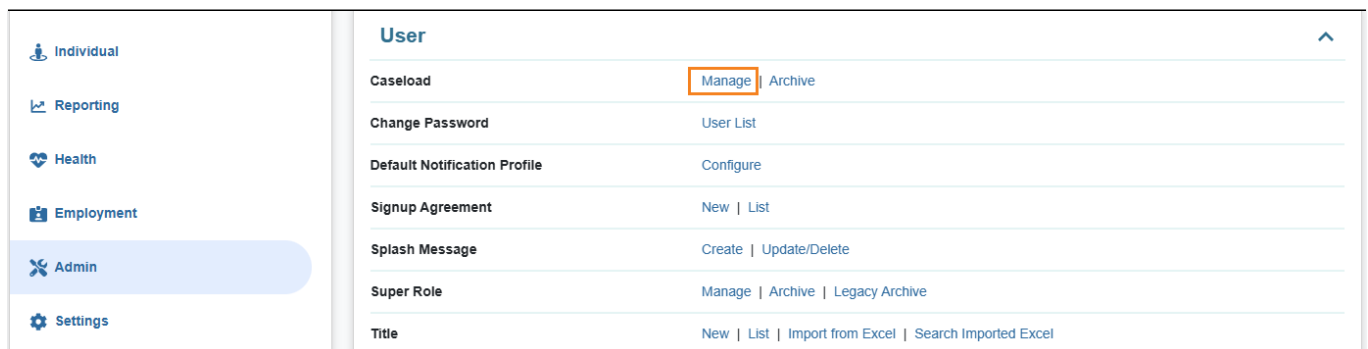 Individual
Reporting
Health
Employment
Admin
Settings
User
Caseload Manage | Archive
Change Password User List
Default Notification Profile Configure
Signup Agreement New | List
Splash Message Create | Update/Delete
Super Role Manage | Archive | Legacy Archive
Title New | List | Import from Excel | Search Imported Excel